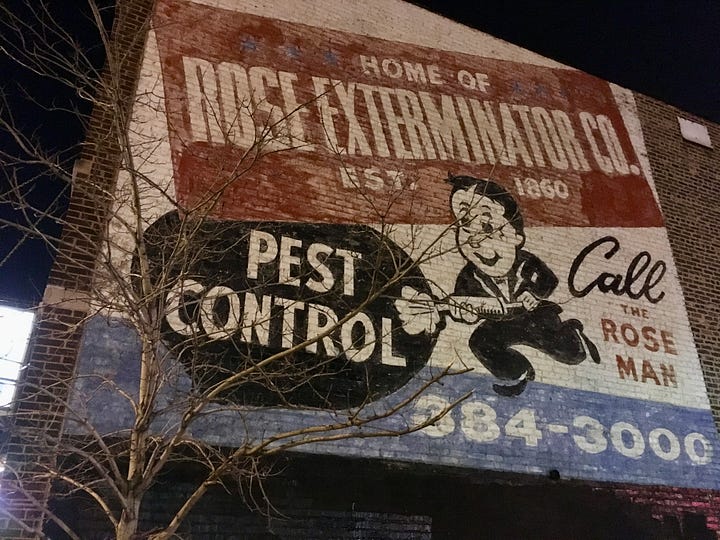 HOME OF
ROSE EXTERMINATOR CO.
EST. 1860
PEST
CONTROL
Call
THE
ROSE
MAN
384-3000